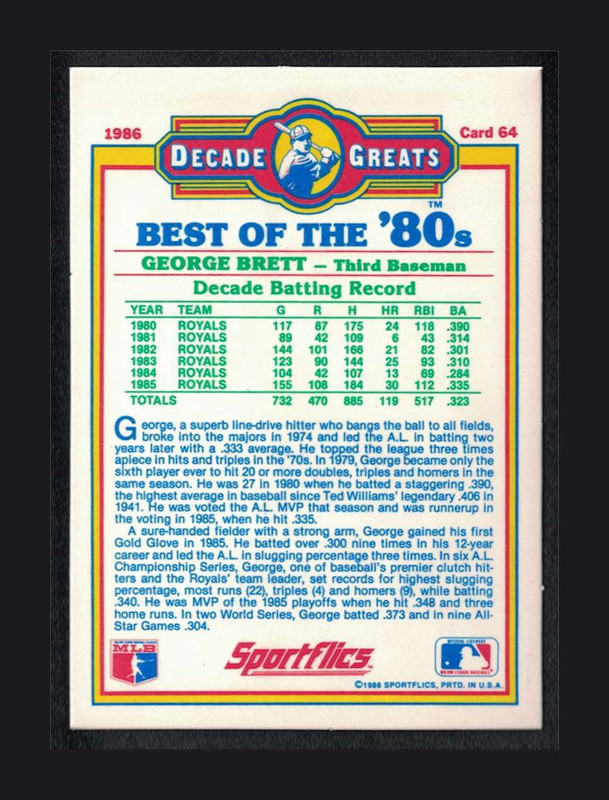 1986
Card 64
DECADE GREATS
TM
BEST OF THE '80s
GEORGE BRETT – Third Baseman
Decade Batting Record
YEAR TEAM G R H HR RBI BA
1980 ROYALS 117 87 175 24 118 .390
1981 ROYALS 89 42 109 6 43 .314
1982 ROYALS 144 101 166 21 82 .301
1983 ROYALS 123 90 144 25 93 .310
1984 ROYALS 104 42 107 13 69 .284
1985 ROYALS 155 108 184 30 112 .335
TOTALS 732 470 885 119 517 .323
George, a superb line-drive hitter who bangs the ball to all fields,
broke into the majors in 1974 and led the A.L. in batting two
years later with a .333 average. He topped the league three times
apiece in hits and triples in the '70s. In 1979, George became only the
sixth player ever to hit 20 or more doubles, triples and homers in the
same season. He was 27 in 1980 when he batted a staggering .390,
the highest average in baseball since Ted Williams' legendary .406 in
1941. He was voted the A.L. MVP that season and was runnerup in
the voting in 1985, when he hit .335.
A sure-handed fielder with a strong arm, George gained his first
Gold Glove in 1985. He batted over .300 nine times in his 12-year
career and led the A.L. in slugging percentage three times. In six A.L.
Championship Series, George, one of baseball's premier clutch hit-
ters and the Royals' team leader, set records for highest slugging
percentage, most runs (22), triples (4) and homers (9), while batting
.340. He was MVP of the 1985 playoffs when he hit .348 and three
home runs. In two World Series, George batted .373 and in nine All-
Star Games .304.
MLB
Sportflics
OFFICIAL LICENSEE
MAJOR LEAGUE BASEBALL
©1986 SPORTFLICS, PRTD. IN U.S.A.